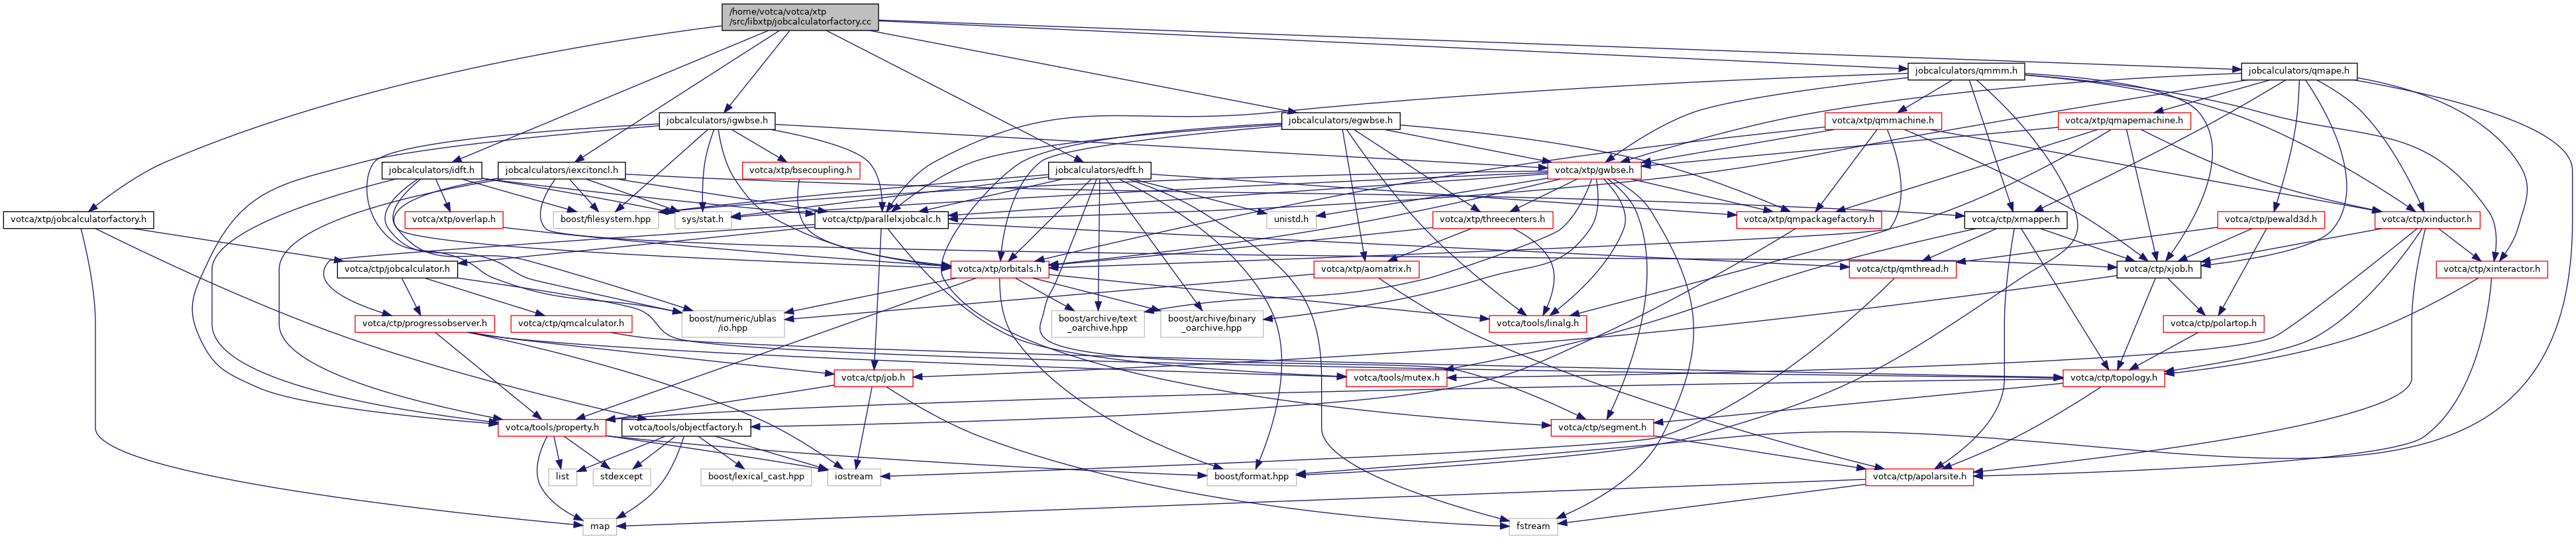 /home/votca/votca/xtp
/src/libxtp/jobcalculatorfactory.cc
jobcalculators/qmmm.h
jobcalculators/qmape.h
jobcalculators/igwbse.h
jobcalculators/egwbse.h
votca/xtp/qmmachine.h
votca/xtp/qmapemachine.h
jobcalculators/idft.h
jobcalculators/iexcitoncl.h
votca/xtp/bsecoupling.h
jobcalculators/edft.h
votca/xtp/gwbse.h
votca/xtp/jobcalculatorfactory.h
votca/xtp/overlap.h
boost/filesystem.hpp
sys/stat.h
votca/ctp/parallelxjobcalc.h
unistd.h
votca/xtp/threecenters.h
votca/xtp/qmpackagefactory.h
votca/ctp/xmapper.h
votca/ctp/pewald3d.h
votca/ctp/xinductor.h
votca/ctp/jobcalculator.h
votca/xtp/orbitals.h
votca/xtp/aomatrix.h
votca/ctp/qmthread.h
votca/ctp/xjob.h
votca/ctp/xinteractor.h
votca/ctp/progressobserver.h
votca/ctp/qmcalculator.h
boost/numeric/ublas
/io.hpp
boost/archive/text
_oarchive.hpp
boost/archive/binary
_oarchive.hpp
votca/tools/linalg.h
votca/ctp/polartop.h
votca/ctp/job.h
votca/tools/mutex.h
votca/ctp/topology.h
votca/tools/property.h
votca/tools/objectfactory.h
votca/ctp/segment.h
list
stdexcept
boost/lexical_cast.hpp
iostream
boost/format.hpp
votca/ctp/apolarsite.h
map
fstream